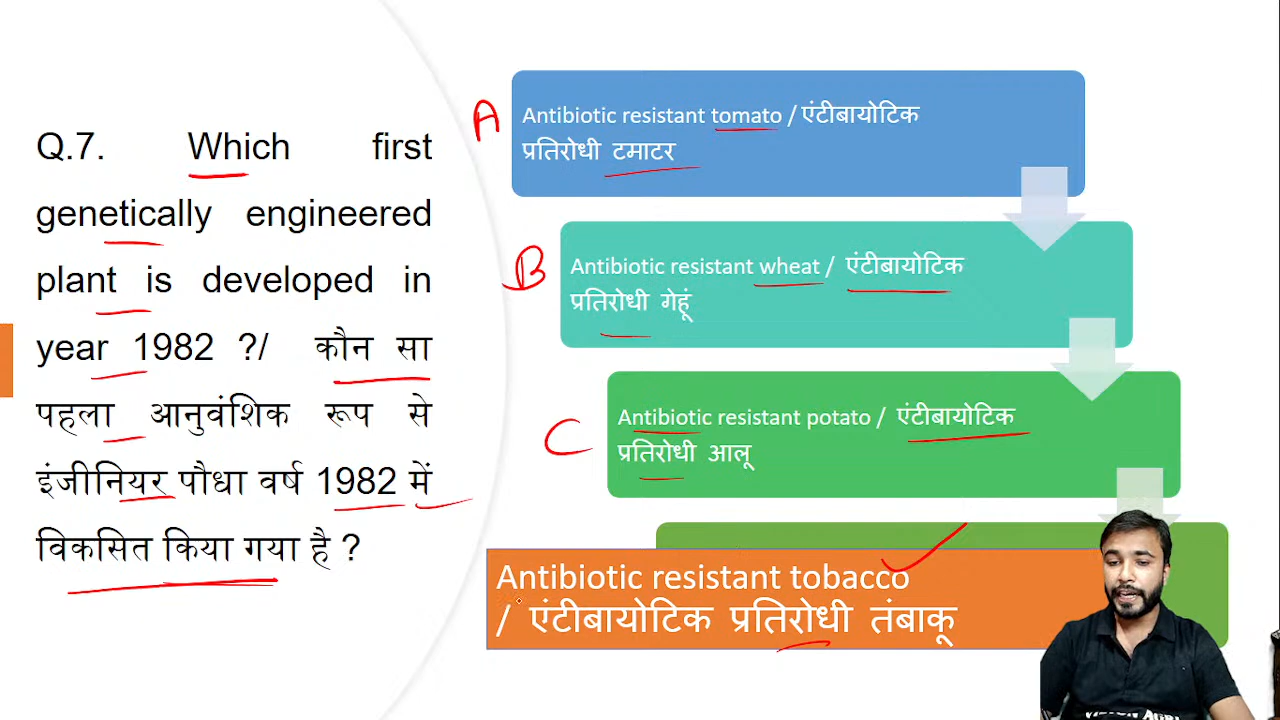 Q.7. Which first
genetically engineered
plant is developed in
year 1982 ?/ कौन सा
पहला आनुवंशिक रूप से
इंजीनियर पौधा वर्ष 1982 में
विकसित किया गया है ?
A
Antibiotic resistant tomato / एंटीबायोटिक
प्रतिरोधी टमाटर
B
Antibiotic resistant wheat / एंटीबायोटिक
प्रतिरोधी गेहूं
C
Antibiotic resistant potato / एंटीबायोटिक
प्रतिरोधी आलू
Antibiotic resistant tobacco
/ एंटीबायोटिक प्रतिरोधी तंबाकू